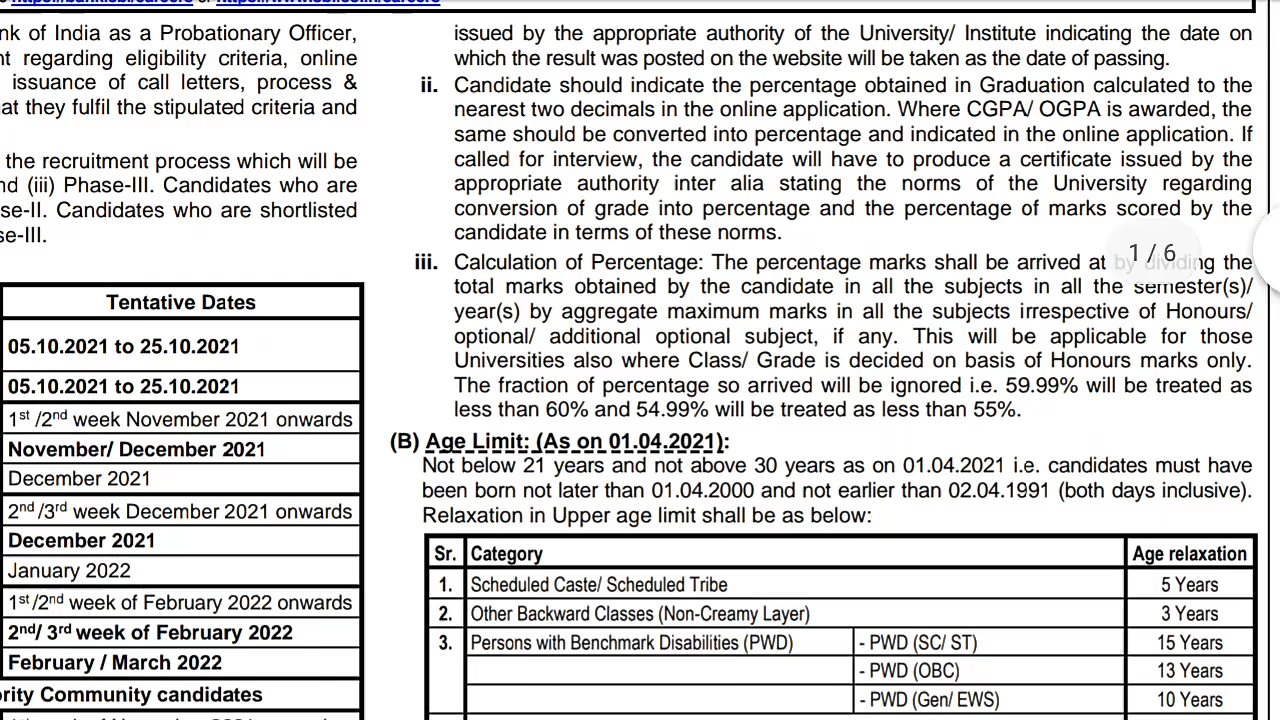 https://bank.sbi/careers or https://www.sbi.co.in/careers
nk of India as a Probationary Officer,
nt regarding eligibility criteria, online
issuance of call letters, process &
at they fulfil the stipulated criteria and
the recruitment process which will be
nd (iii) Phase-III. Candidates who are
se-II. Candidates who are shortlisted
se-III.
Tentative Dates
05.10.2021 to 25.10.2021
05.10.2021 to 25.10.2021
1st /2nd week November 2021 onwards
November/ December 2021
December 2021
2nd /3rd week December 2021 onwards
December 2021
January 2022
1st /2nd week of February 2022 onwards
2nd/ 3rd week of February 2022
February / March 2022
ority Community candidates
issued by the appropriate authority of the University/ Institute indicating the date on
which the result was posted on the website will be taken as the date of passing.
ii. Candidate should indicate the percentage obtained in Graduation calculated to the
nearest two decimals in the online application. Where CGPA/ OGPA is awarded, the
same should be converted into percentage and indicated in the online application. If
called for interview, the candidate will have to produce a certificate issued by the
appropriate authority inter alia stating the norms of the University regarding
conversion of grade into percentage and the percentage of marks scored by the
candidate in terms of these norms.
1 / 6
iii. Calculation of Percentage: The percentage marks shall be arrived at by dividing the
total marks obtained by the candidate in all the subjects in all the semester(s)/
year(s) by aggregate maximum marks in all the subjects irrespective of Honours/
optional/ additional optional subject, if any. This will be applicable for those
Universities also where Class/ Grade is decided on basis of Honours marks only.
The fraction of percentage so arrived will be ignored i.e. 59.99% will be treated as
less than 60% and 54.99% will be treated as less than 55%.
(B) Age Limit: (As on 01.04.2021):
Not below 21 years and not above 30 years as on 01.04.2021 i.e. candidates must have
been born not later than 01.04.2000 and not earlier than 02.04.1991 (both days inclusive).
Relaxation in Upper age limit shall be as below:
Sr. Category Age relaxation
1. Scheduled Caste/ Scheduled Tribe 5 Years
2. Other Backward Classes (Non-Creamy Layer) 3 Years
3. Persons with Benchmark Disabilities (PWD) - PWD (SC/ ST) 15 Years
- PWD (OBC) 13 Years
- PWD (Gen/ EWS) 10 Years